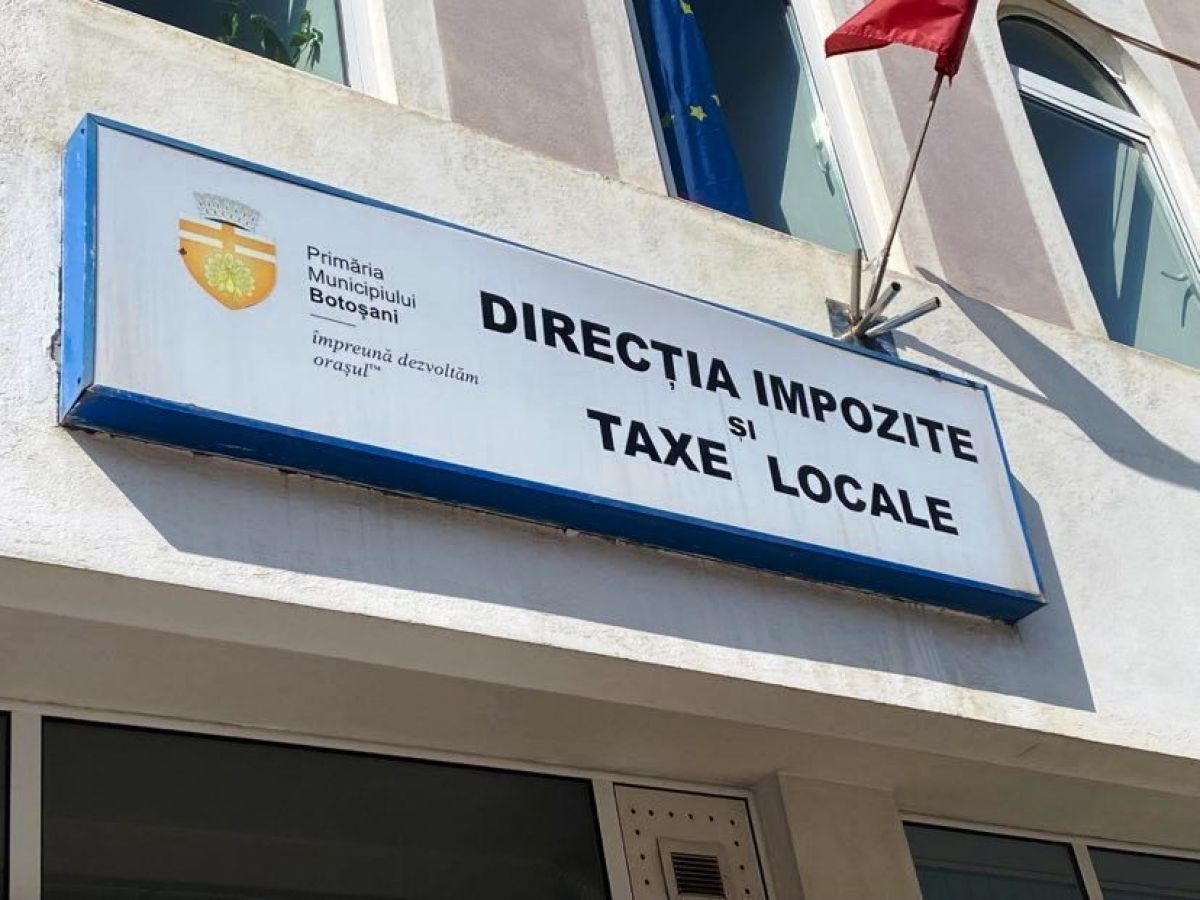 Primăria
Municipiului
Botoșani
împreună dezvoltăm
orașul™
DIRECȚIA IMPOZITE
ȘI
TAXE LOCALE